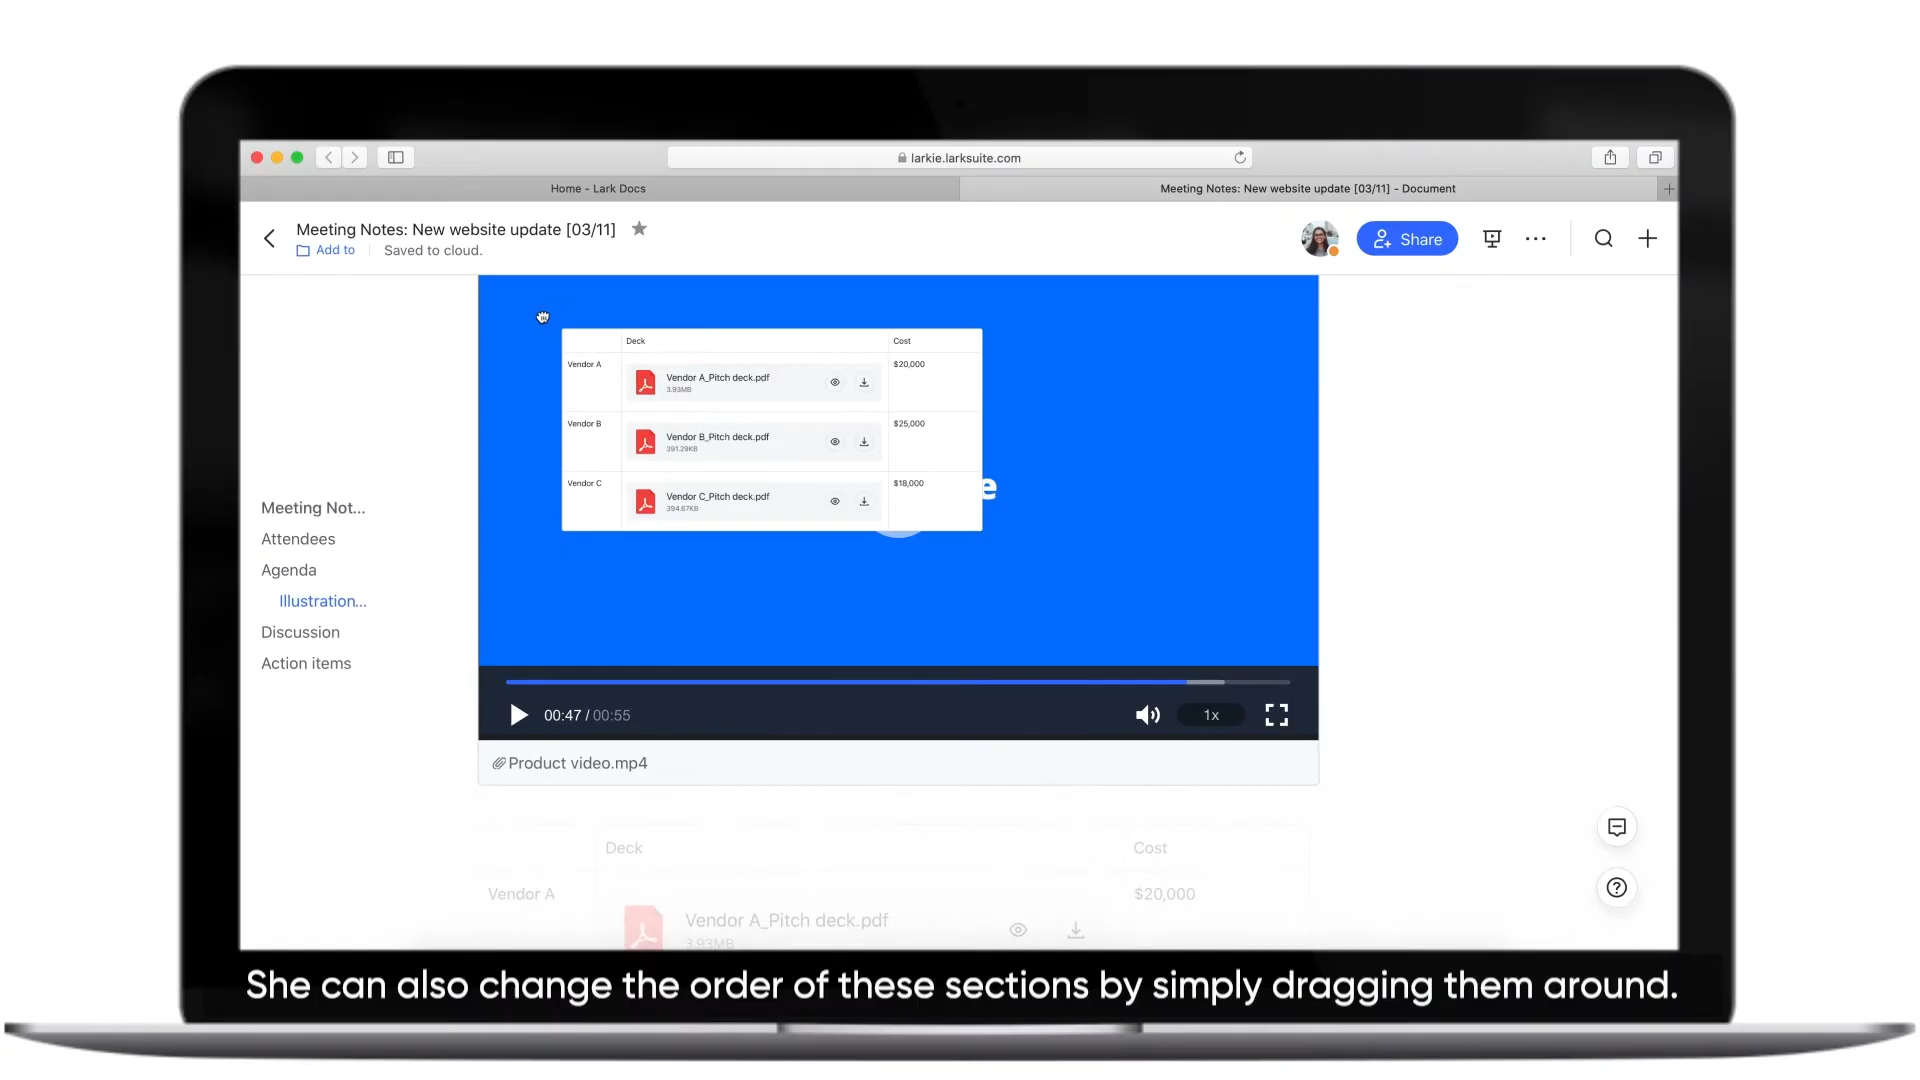 larkie.larksuite.com
Home - Lark Docs
Meeting Notes: New website update [03/11] - Document
Meeting Notes: New website update [03/11]
Add to
Saved to cloud.
Share
Deck Cost
Vendor A
Vendor A_Pitch deck.pdf
3.93MB
$20,000
Vendor B
Vendor B_Pitch deck.pdf
391.29KB
$25,000
Vendor C
Vendor C_Pitch deck.pdf
394.67KB
$18,000
e
Meeting Not...
Attendees
Agenda
Illustration...
Discussion
Action items
00:47 / 00:55
1x
Product video.mp4
Deck Cost
Vendor A
Vendor A_Pitch deck.pdf
3.93MB
$20,000
She can also change the order of these sections by simply dragging them around.